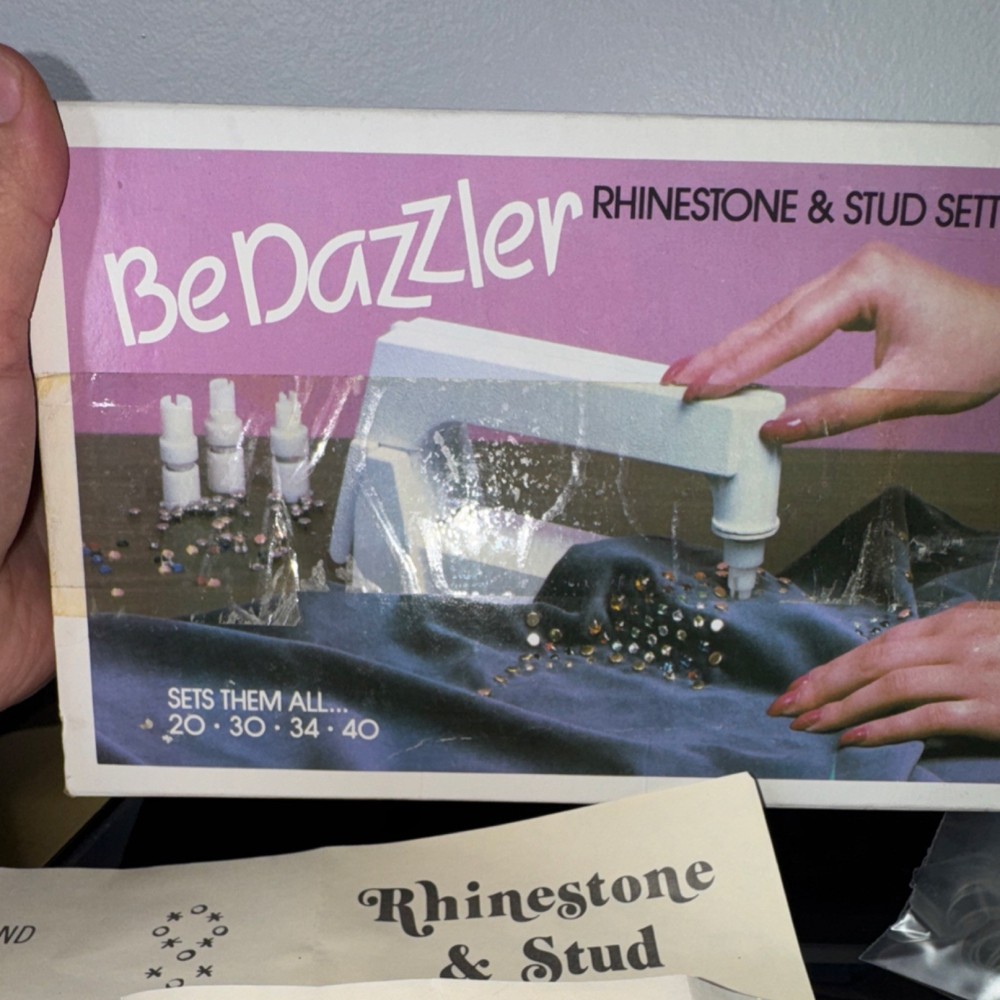 BeDazzler
RHINESTONE & STUD SETT
SETS THEM ALL...
20 · 30 · 34 · 40
ND
Rhinestone
& Stud